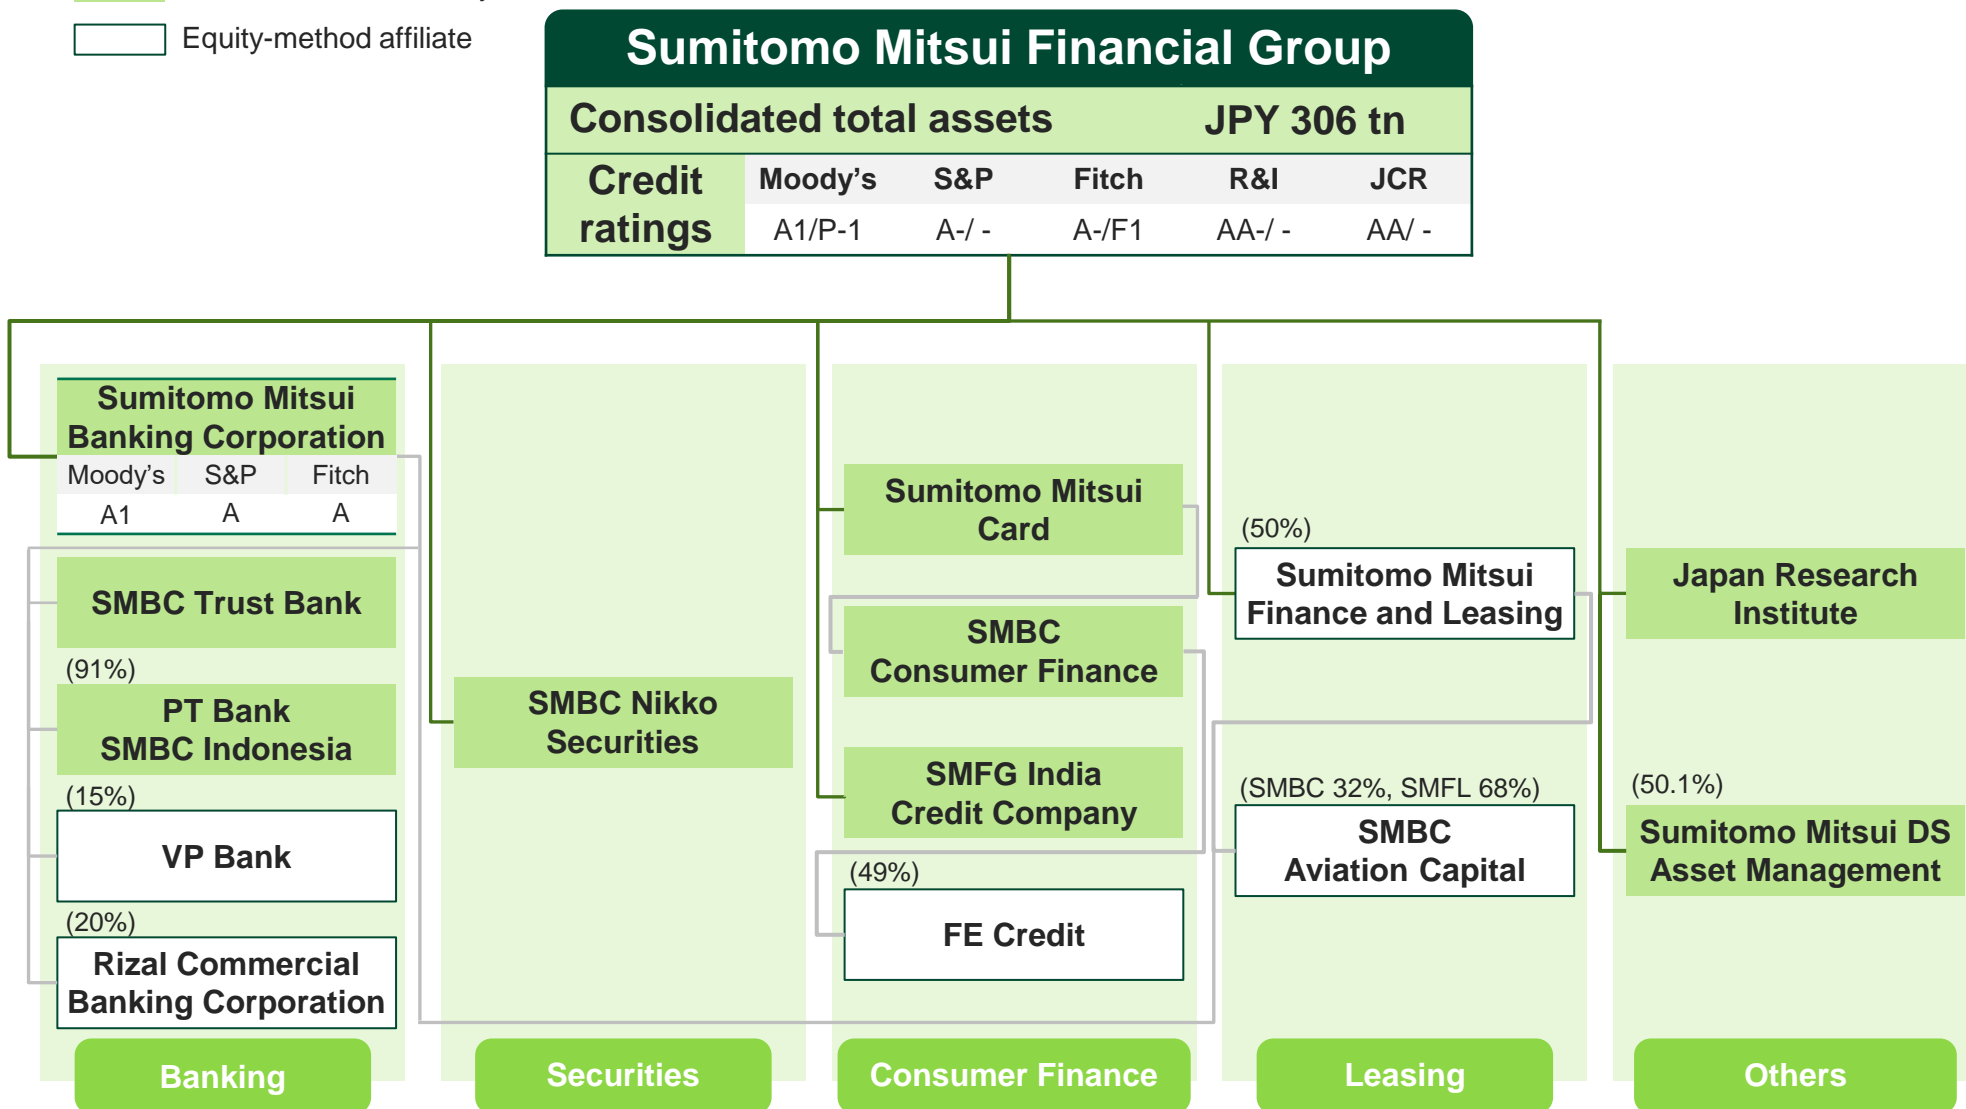 Equity-method affiliate
Sumitomo Mitsui Financial Group
Consolidated total assets JPY 306 tn
Credit ratings
Moody's S&P Fitch R&I JCR
A1/P-1 A-/ - A-/F1 AA-/ - AA/ -
Sumitomo Mitsui
Banking Corporation
Moody's S&P Fitch
A1 A A
SMBC Trust Bank
(91%)
PT Bank
SMBC Indonesia
(15%)
VP Bank
(20%)
Rizal Commercial
Banking Corporation
Banking
SMBC Nikko
Securities
Securities
Sumitomo Mitsui
Card
SMBC
Consumer Finance
SMFG India
Credit Company
(49%)
FE Credit
Consumer Finance
(50%)
Sumitomo Mitsui
Finance and Leasing
(SMBC 32%, SMFL 68%)
SMBC
Aviation Capital
Leasing
Japan Research
Institute
(50.1%)
Sumitomo Mitsui DS
Asset Management
Others